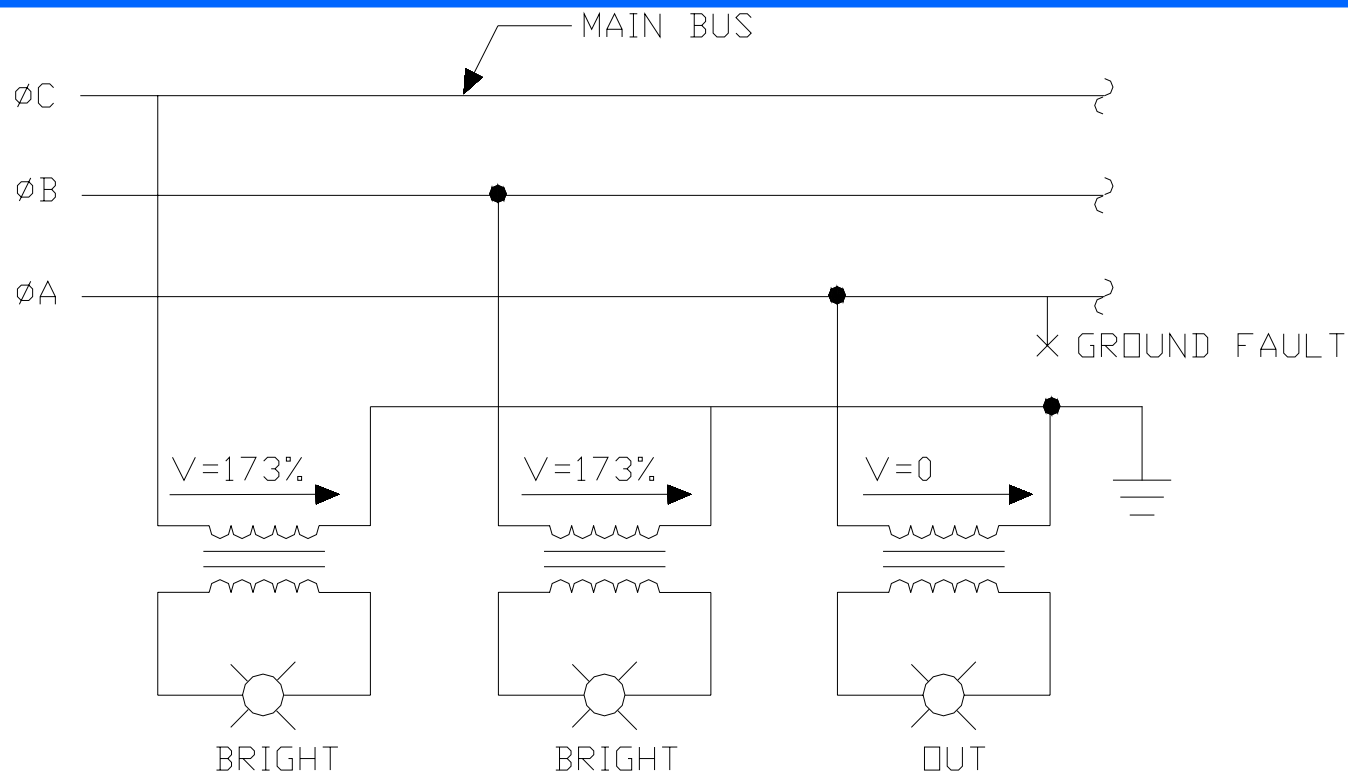 MAIN BUS
ØC
ØB
ØA
GROUND FAULT
V=173%
V=173%
V=0
BRIGHT
BRIGHT
OUT